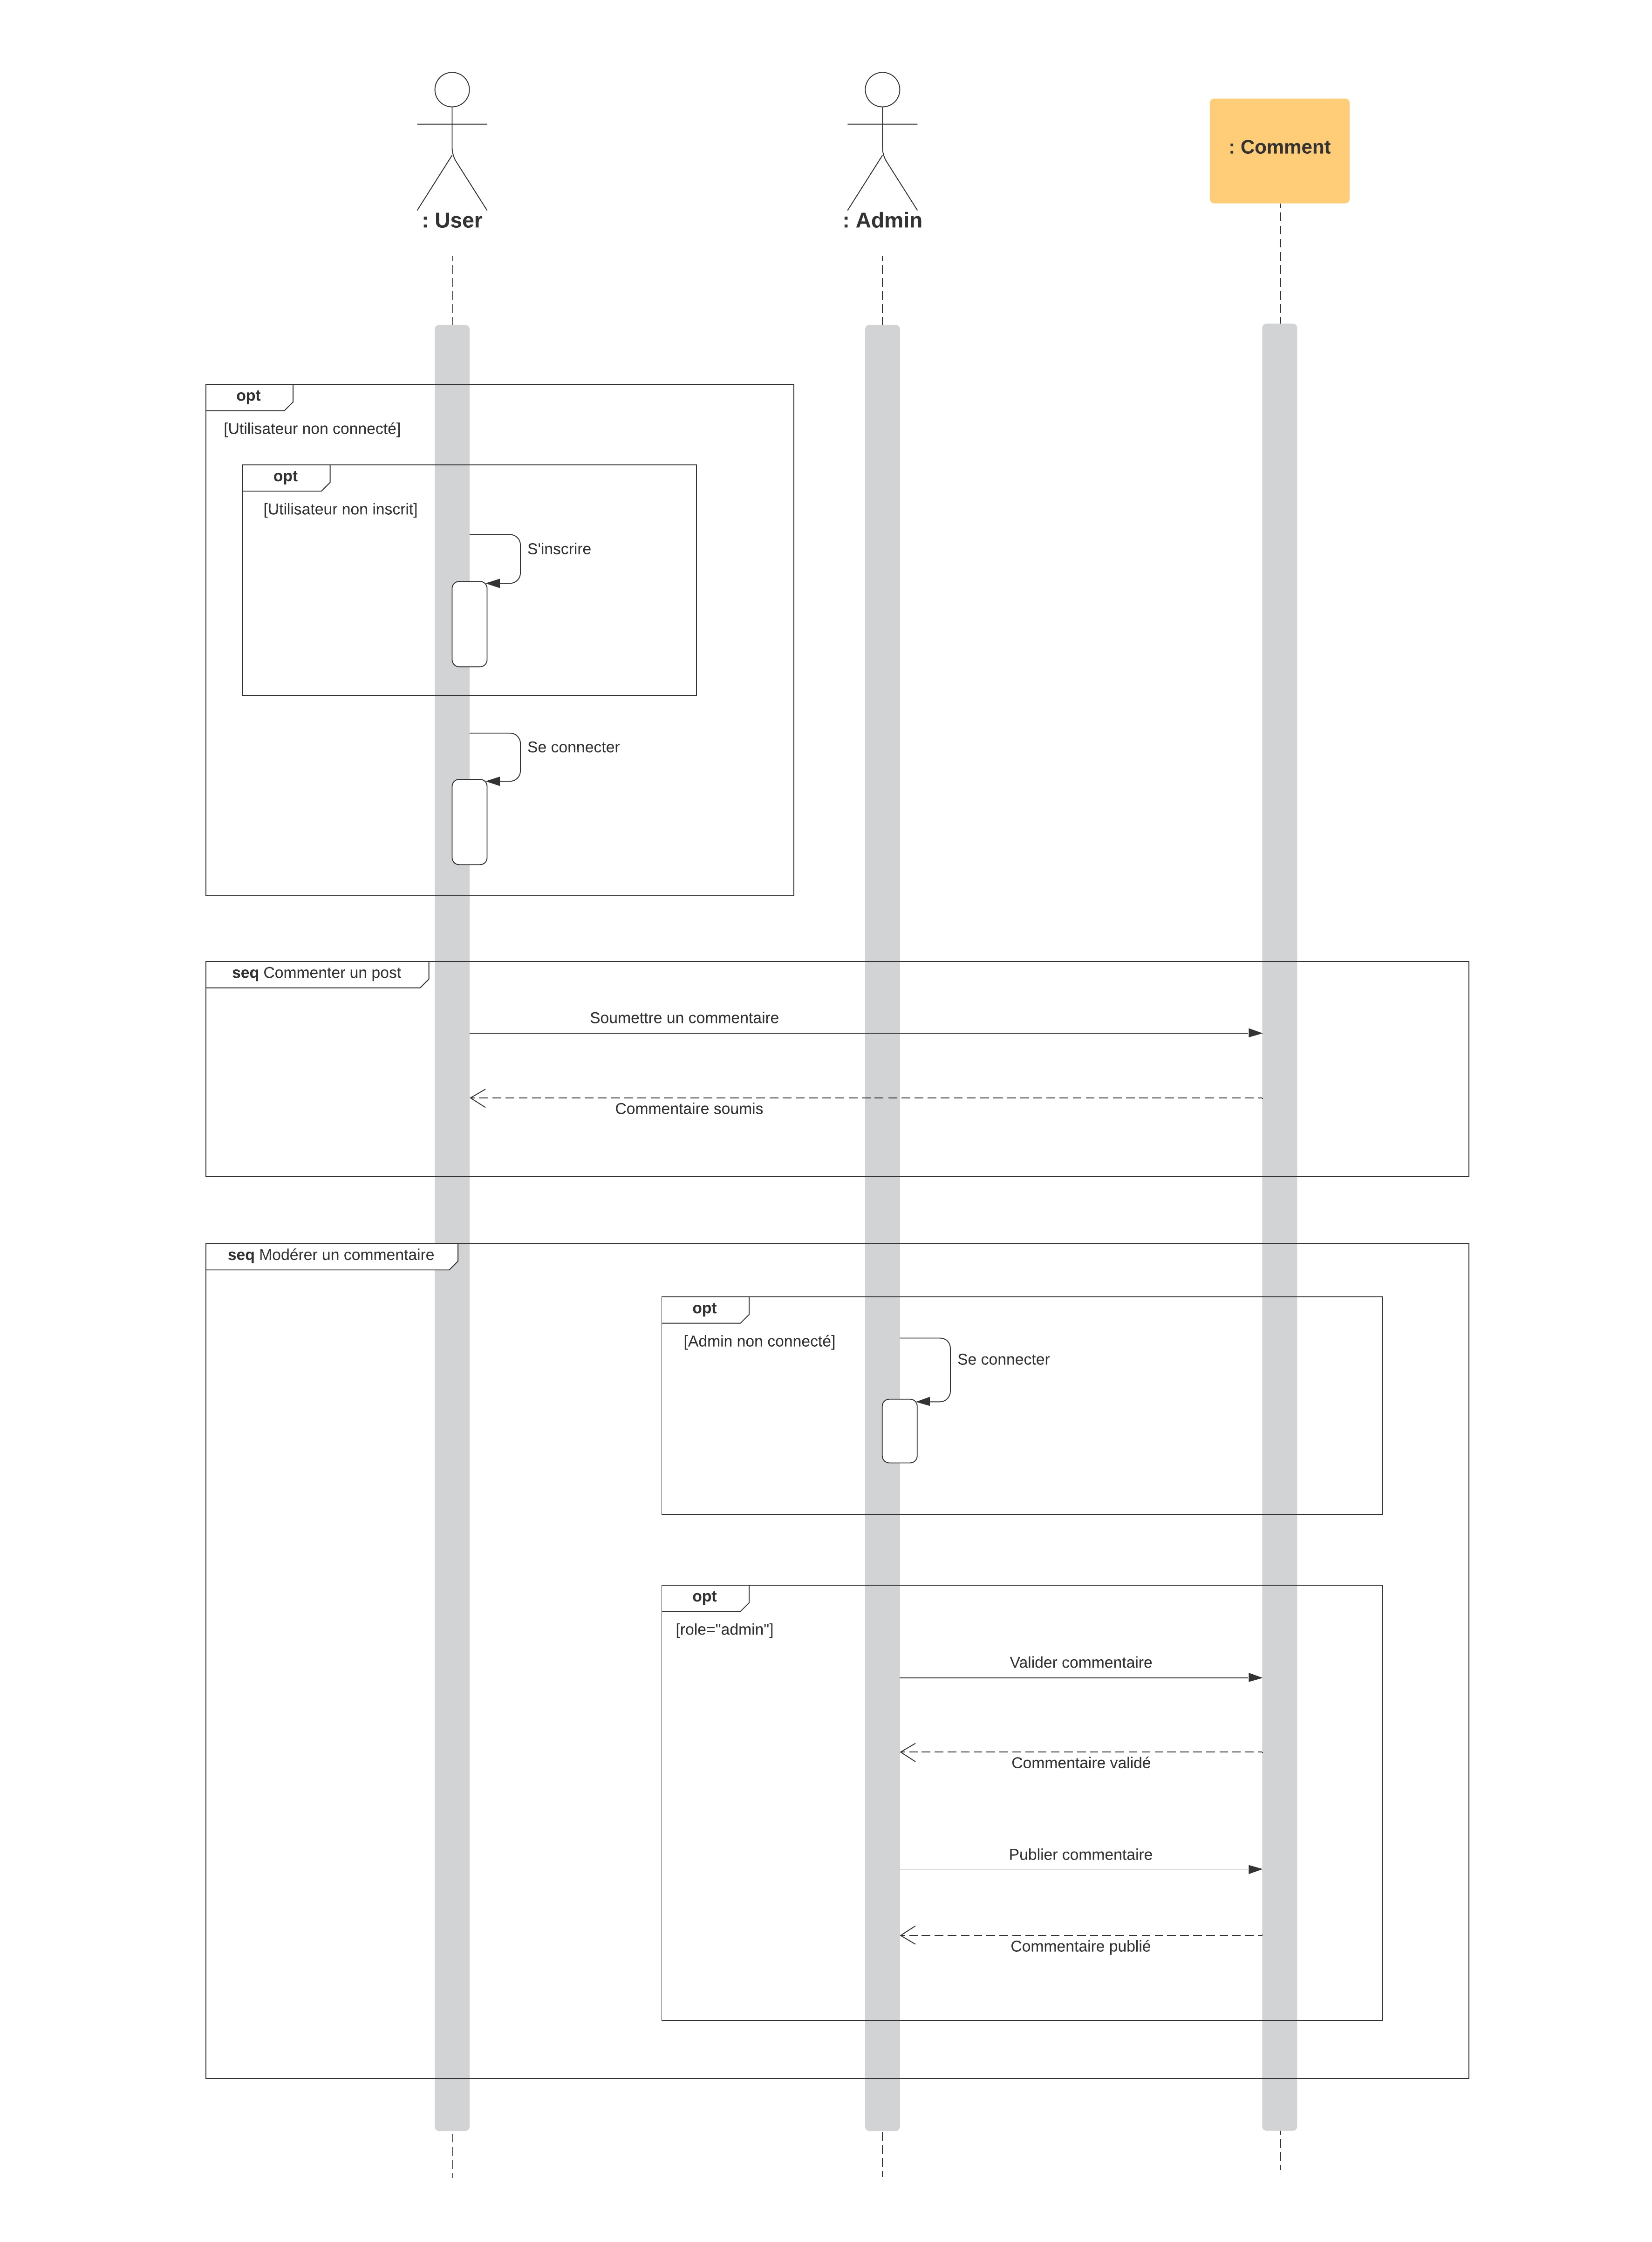 : User
: Admin
: Comment
opt
[Utilisateur non connecté]
opt
[Utilisateur non inscrit]
S'inscrire
Se connecter
seq Commenter un post
Soumettre un commentaire
Commentaire soumis
seq Modérer un commentaire
opt
[Admin non connecté]
Se connecter
opt
[role="admin"]
Valider commentaire
Commentaire validé
Publier commentaire
Commentaire publié